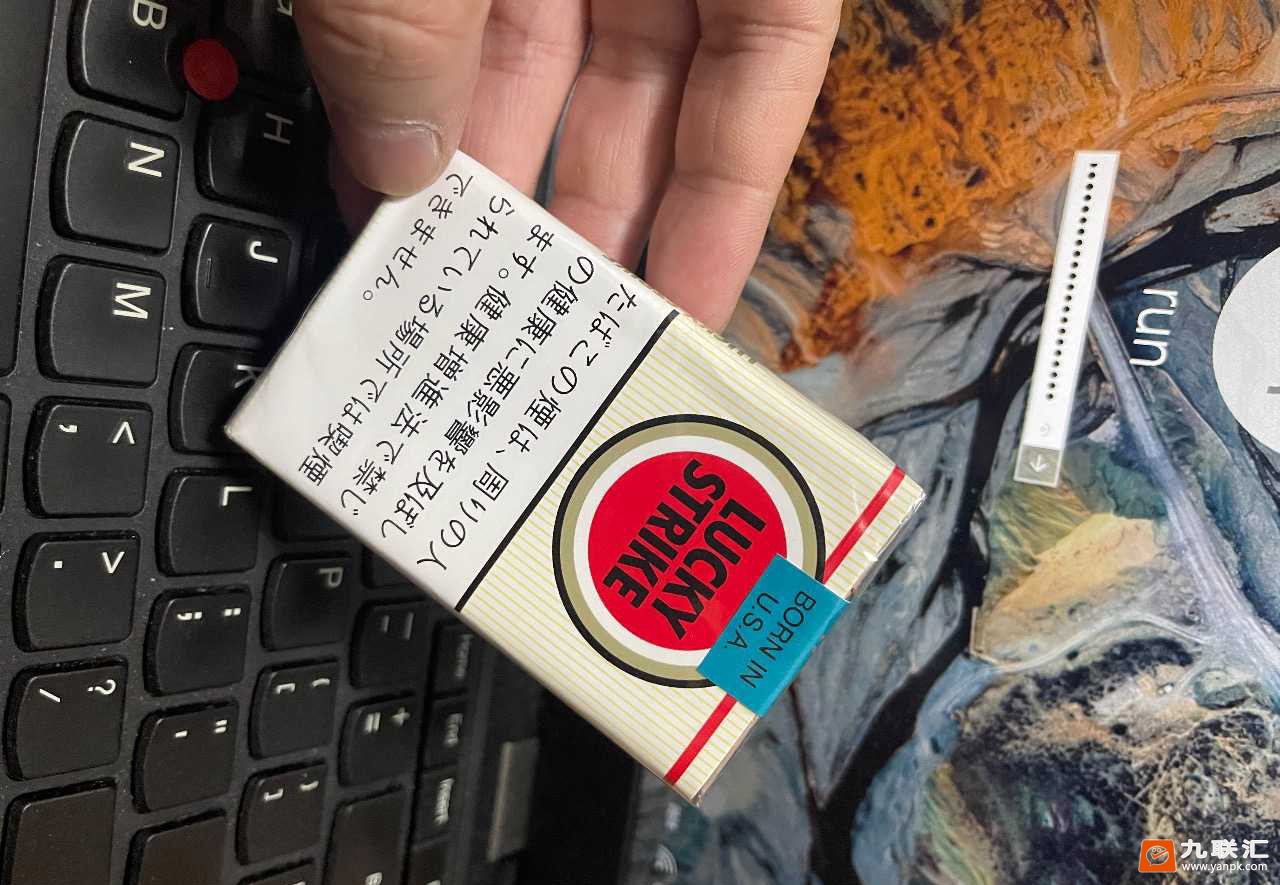 LUCKY
STRIKE
BORN IN
U.S.A.
たばこの煙は、周りの人
の健康に悪影響を及ぼし
ます。健康増進法で禁じ
られている場所では喫煙
できません。
run
B
H
N
J
M
K
< ,
L
> .
: ;
P
? /
" '
{ [
+ =
} ]
End
九联汇
www.yanpk.com